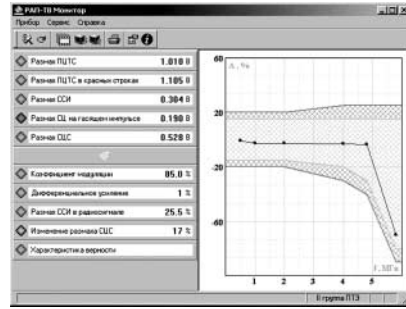 РАП-ТВ Монитор
Прибор Сервис Справка
Размах ПЦТС 1.010 В
Размах ПЦТС в красных строках 1.105 В
Размах ССИ 0.304 В
Размах СЦ на гасящем импульсе 0.190 В
Размах СЦС 0.528 В
Коэффициент модуляции 85.0 %
Дифференциальное усиление 1 %
Размах ССИ в радиосигнале 25.5 %
Изменение размаха СЦС 17 %
Характеристика верности
60
Δ, %
20
-20
-60
f, МГц
1 2 3 4 5
II группа ПТЭ